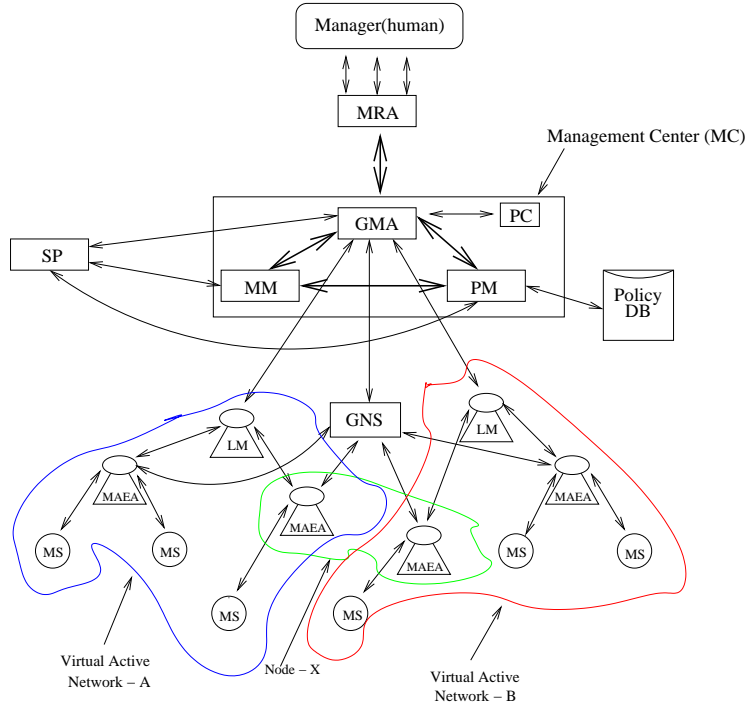 Manager(human)
MRA
Management Center (MC)
PC
GMA
SP
MM
PM
Policy
DB
GNS
LM
LM
MAEA
MAEA
MAEA
MAEA
MS
MS
MS
MS
MS
MS
Virtual Active
Network – A
Node – X
Virtual Active
Network – B